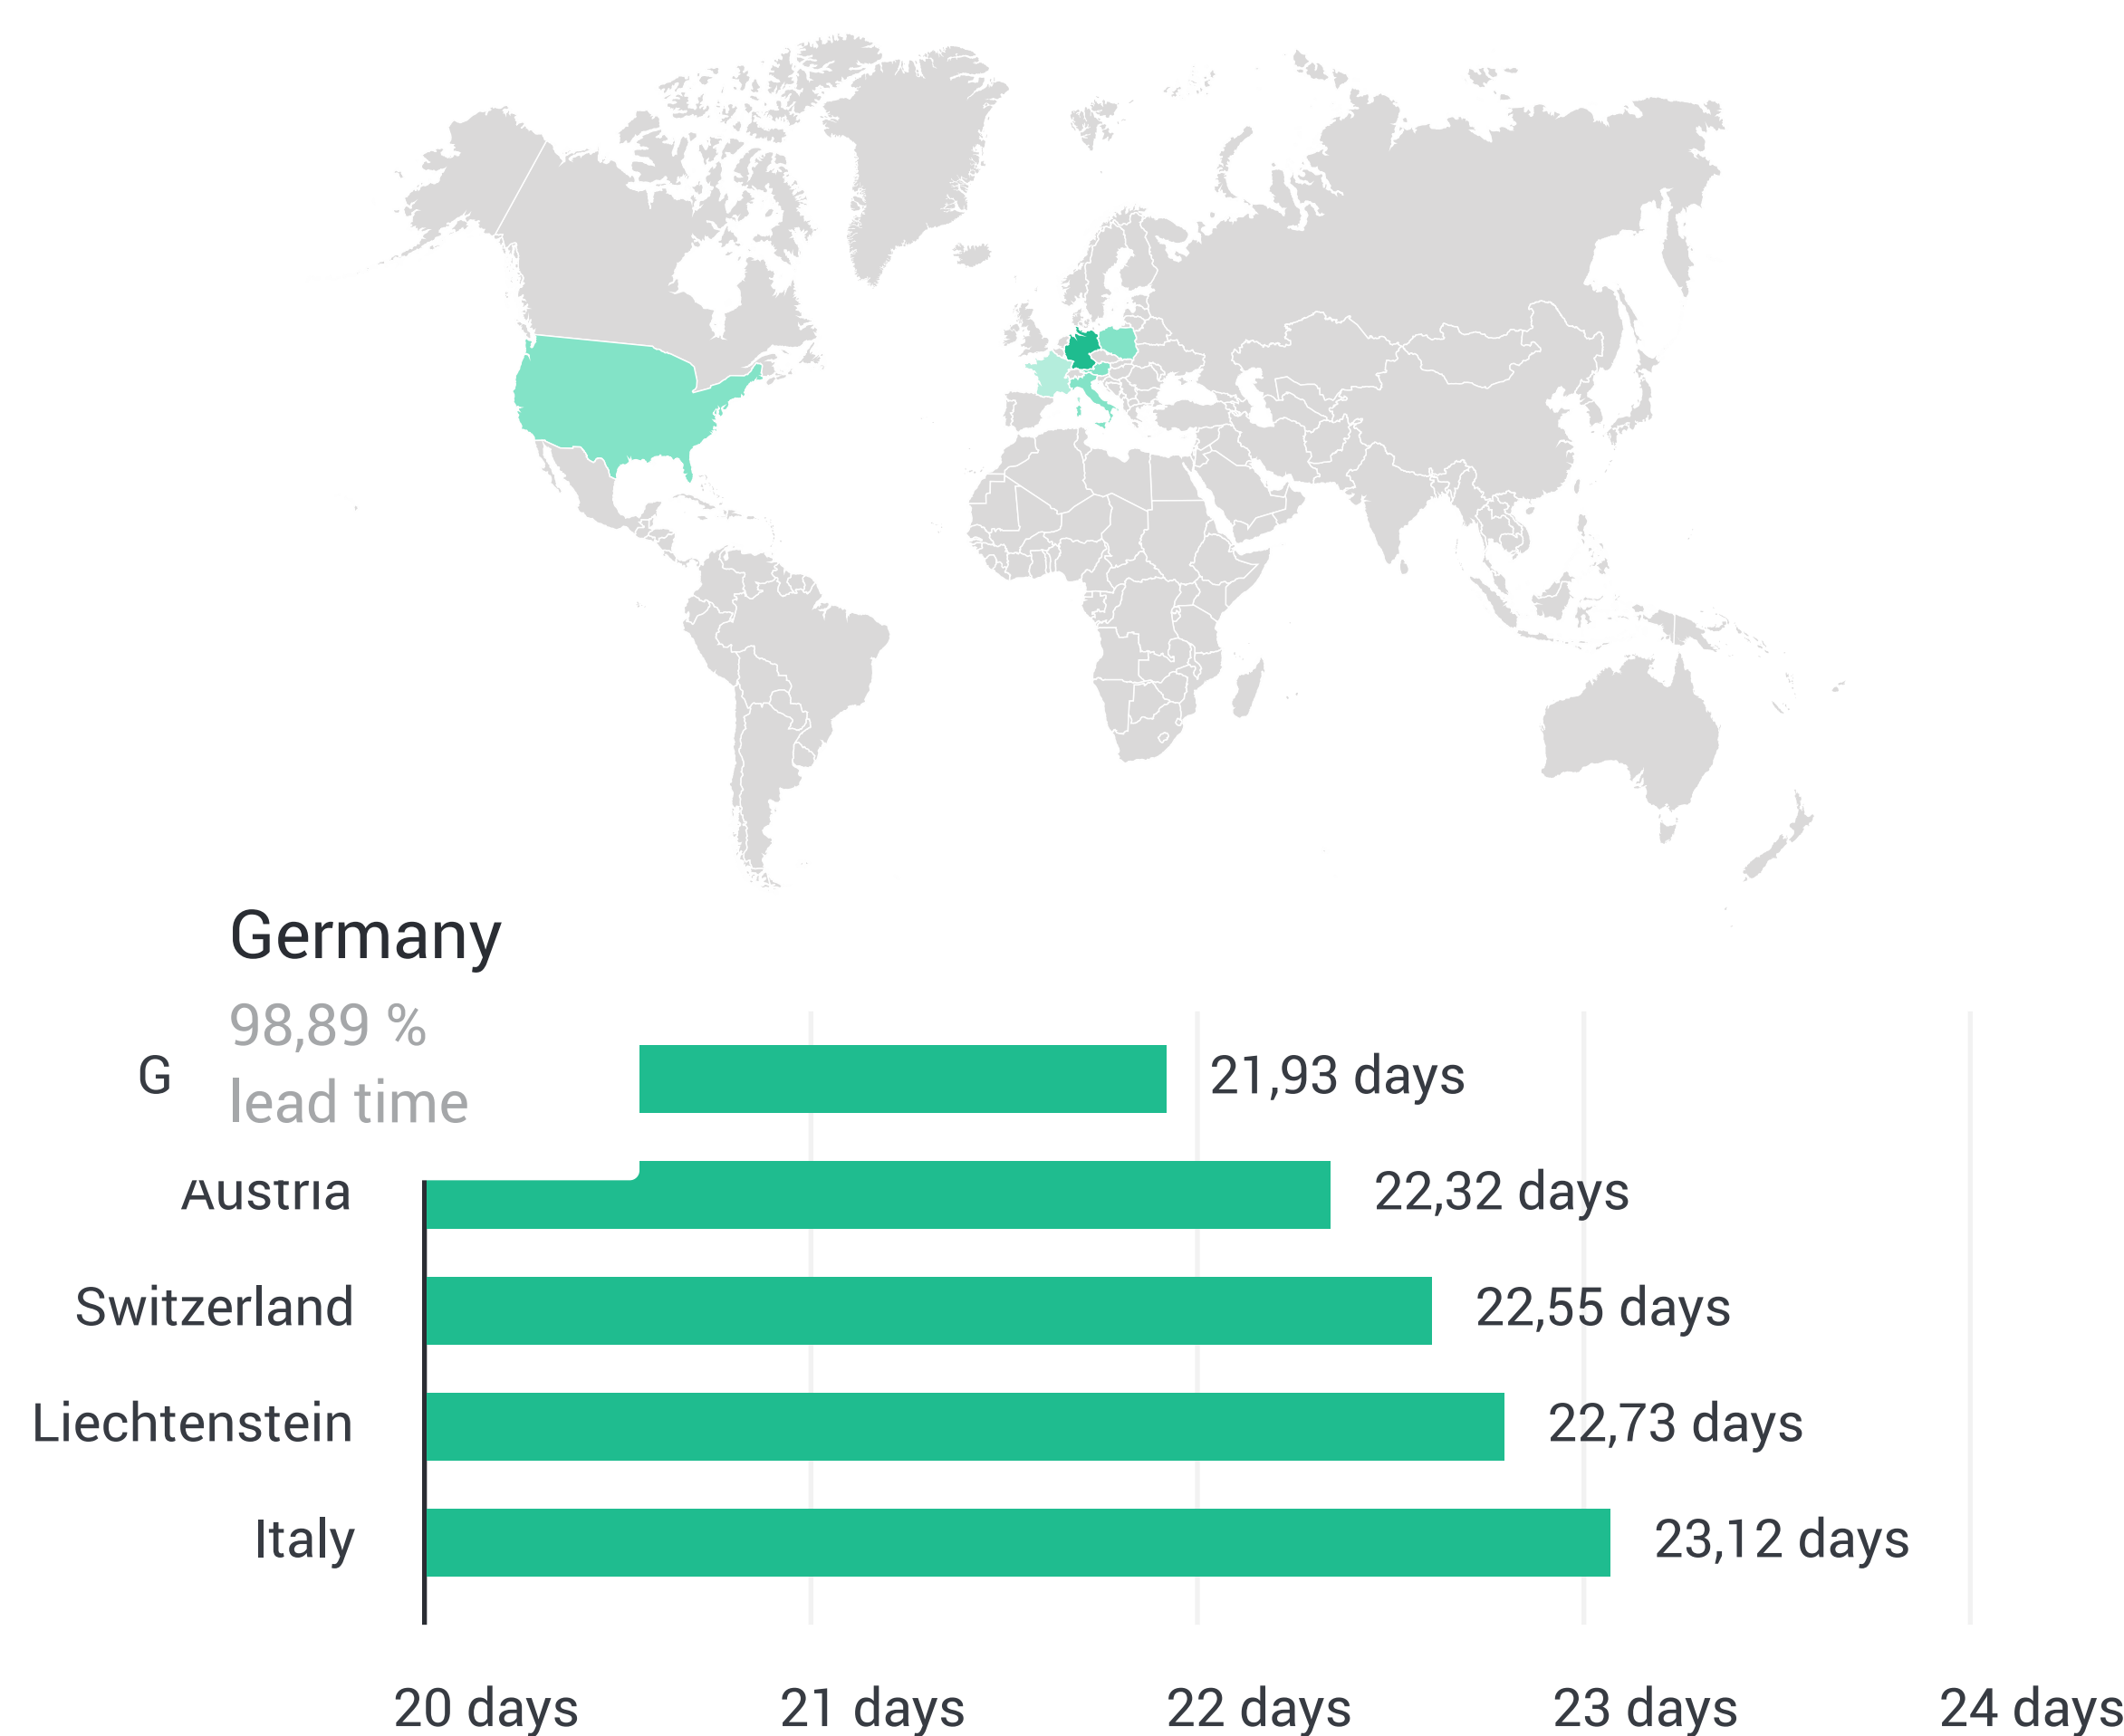 Germany
98,89 %
lead time
G
21,93 days
Austria
22,32 days
Switzerland
22,55 days
Liechtenstein
22,73 days
Italy
23,12 days
20 days
21 days
22 days
23 days
24 days